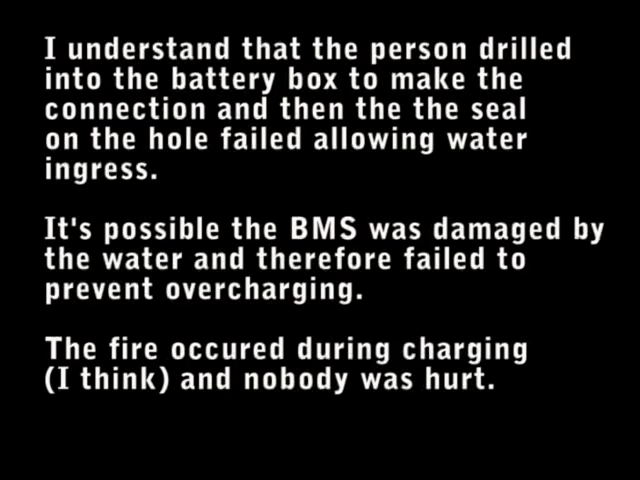 I understand that the person drilled
into the battery box to make the
connection and then the the seal
on the hole failed allowing water
ingress.
It's possible the BMS was damaged by
the water and therefore failed to
prevent overcharging.
The fire occured during charging
(I think) and nobody was hurt.